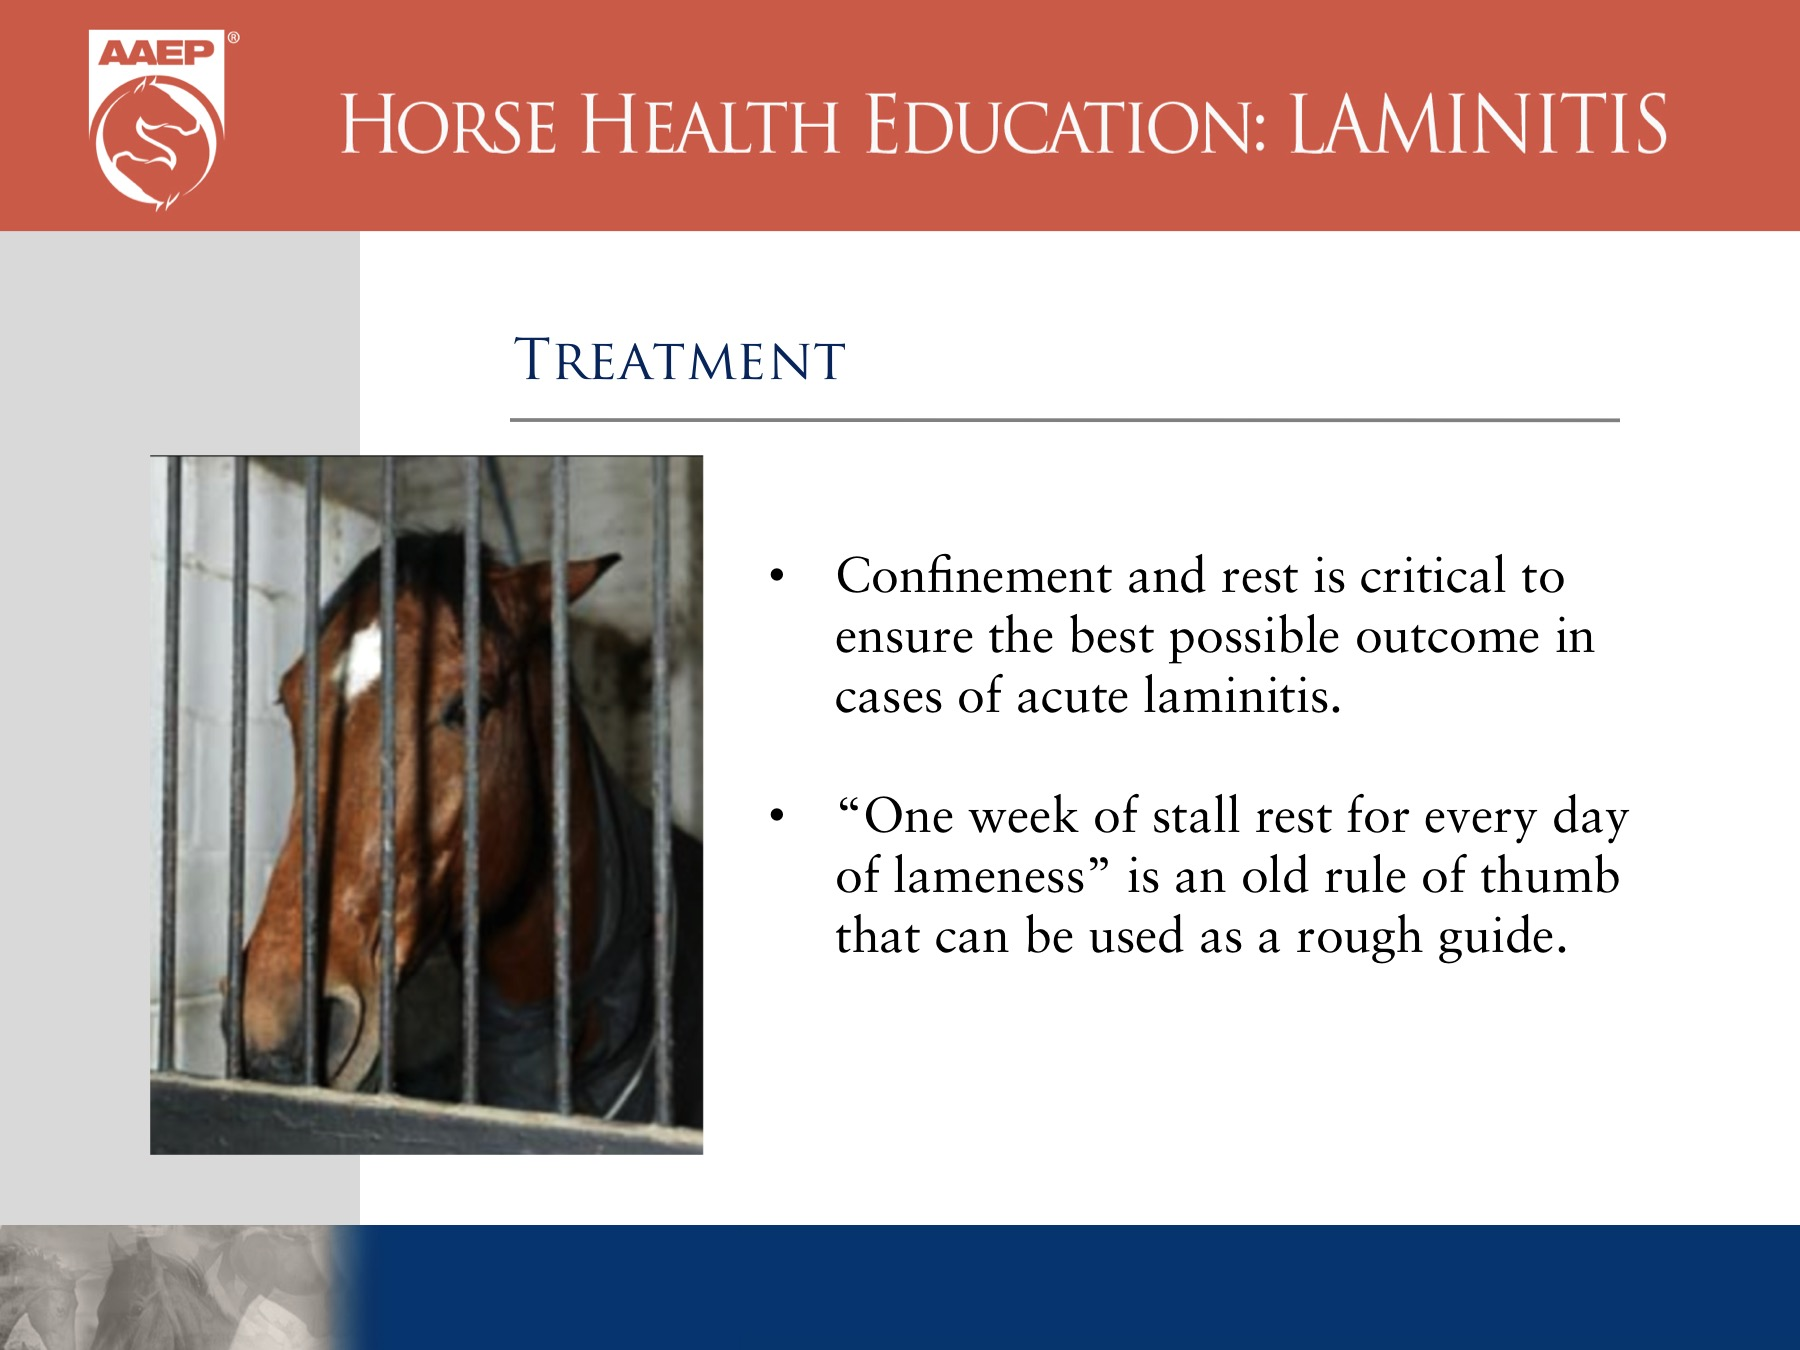 AAEP®
HORSE HEALTH EDUCATION: LAMINITIS
TREATMENT
• Confinement and rest is critical to
ensure the best possible outcome in
cases of acute laminitis.
• “One week of stall rest for every day
of lameness” is an old rule of thumb
that can be used as a rough guide.